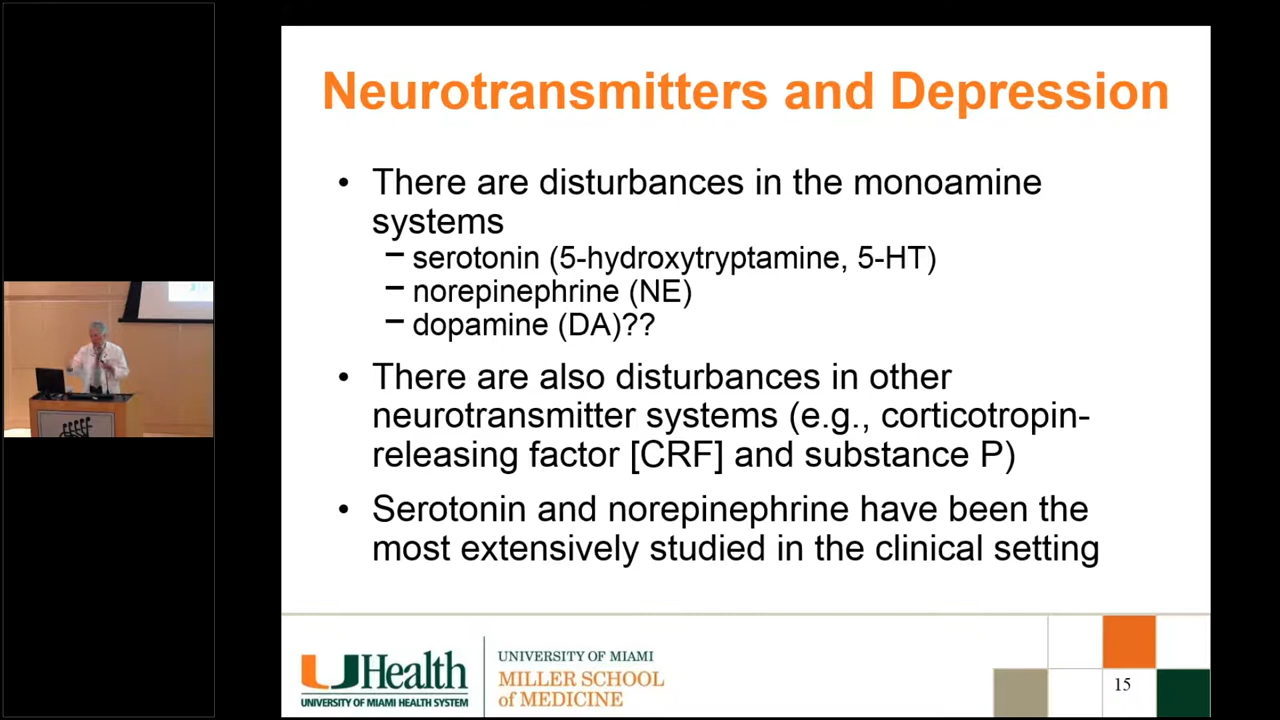 Neurotransmitters and Depression
• There are disturbances in the monoamine
systems
– serotonin (5-hydroxytryptamine, 5-HT)
– norepinephrine (NE)
– dopamine (DA)??
• There are also disturbances in other
neurotransmitter systems (e.g., corticotropin-
releasing factor [CRF] and substance P)
• Serotonin and norepinephrine have been the
most extensively studied in the clinical setting
UHealth
UNIVERSITY OF MIAMI HEALTH SYSTEM
UNIVERSITY OF MIAMI
MILLER SCHOOL
of MEDICINE
15